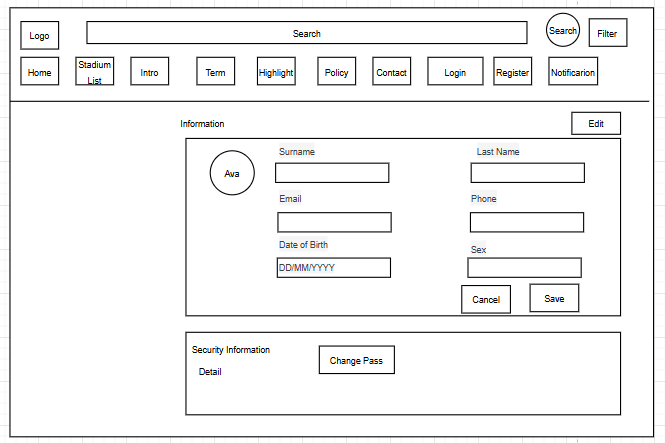 Logo
Search
Search
Filter
Home
Stadium
List
Intro
Term
Highlight
Policy
Contact
Login
Register
Notificarion
Information
Edit
Ava
Surname
Last Name
Email
Phone
Date of Birth
Sex
DD/MM/YYYY
Cancel
Save
Security Information
Change Pass
Detail